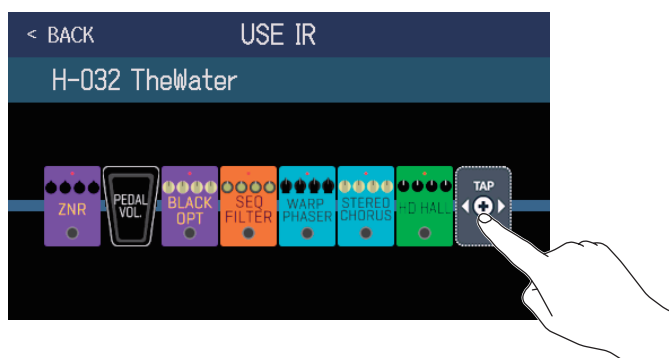 < BACK
USE IR
H-032 TheWater
ZNR
PEDAL
VOL.
BLACK
OPT
SEQ
FILTER
WARP
PHASER
STEREO
CHORUS
HD HALL
TAP